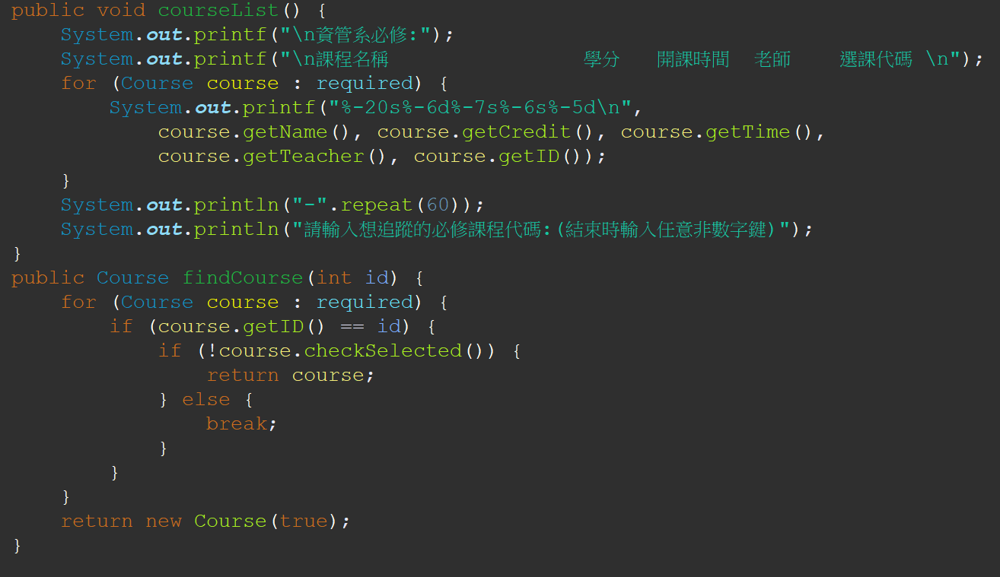 public void courseList() {
    System.out.printf("\n資管系必修:");
    System.out.printf("\n課程名稱                學分   開課時間  老師    選課代碼 \n");
    for (Course course : required) {
        System.out.printf("%-20s%-6d%-7s%-6s%-5d\n",
            course.getName(), course.getCredit(), course.getTime(),
            course.getTeacher(), course.getID());
    }
    System.out.println("-".repeat(60));
    System.out.println("請輸入想追蹤的必修課程代碼:(結束時輸入任意非數字鍵)");
}
public Course findCourse(int id) {
    for (Course course : required) {
        if (course.getID() == id) {
            if (!course.checkSelected()) {
                return course;
            } else {
                break;
            }
        }
    }
    return new Course(true);
}